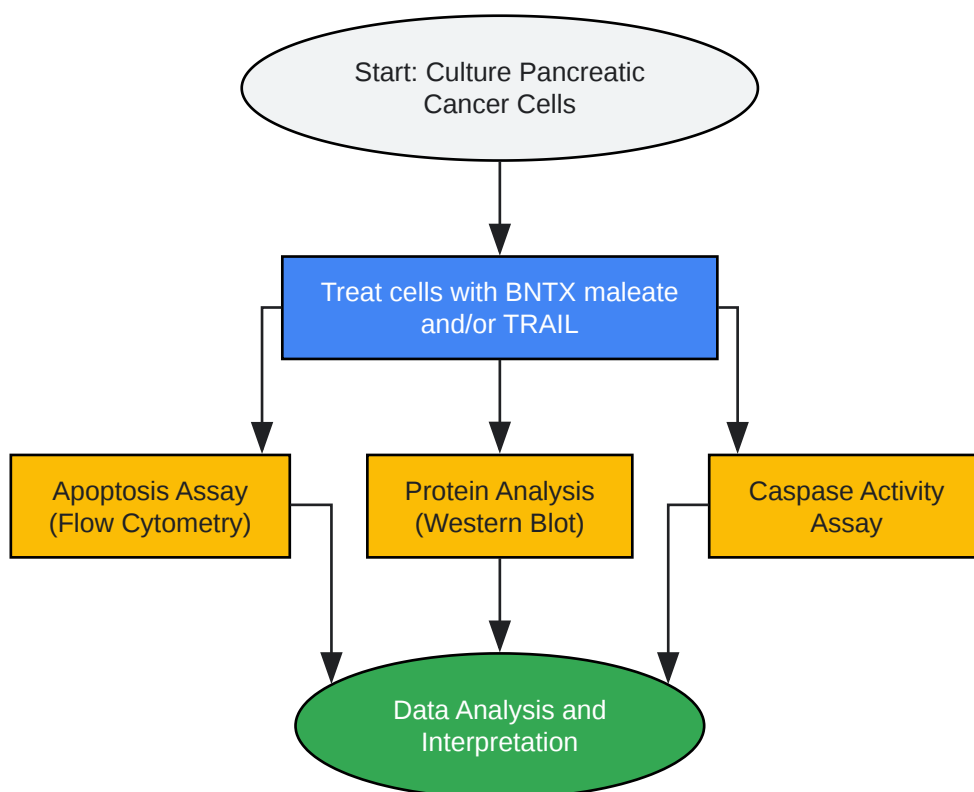 Start: Culture Pancreatic
Cancer Cells
Treat cells with BNTX maleate
and/or TRAIL
Apoptosis Assay
(Flow Cytometry)
Protein Analysis
(Western Blot)
Caspase Activity
Assay
Data Analysis and
Interpretation